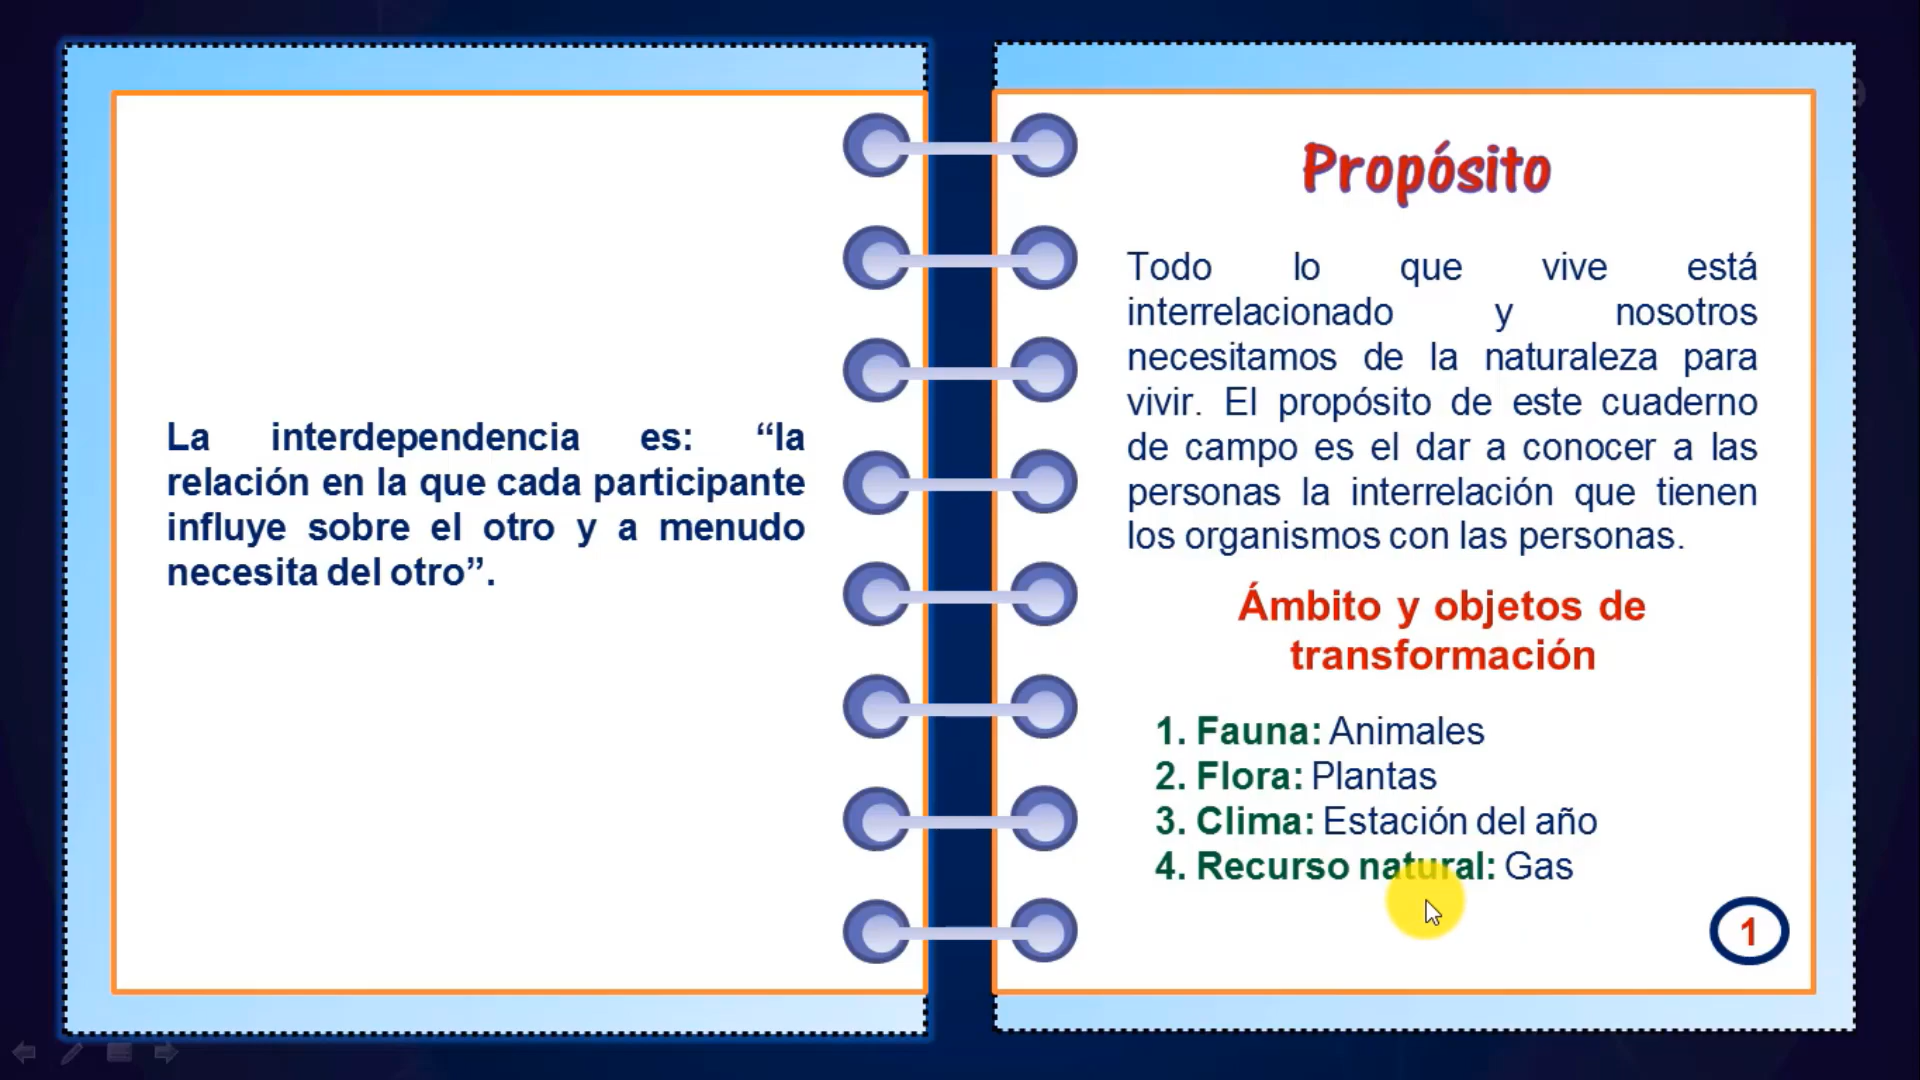 La interdependencia es: “la
relación en la que cada participante
influye sobre el otro y a menudo
necesita del otro”.
Propósito
Todo lo que vive está
interrelacionado y nosotros
necesitamos de la naturaleza para
vivir. El propósito de este cuaderno
de campo es el dar a conocer a las
personas la interrelación que tienen
los organismos con las personas.
Ámbito y objetos de
transformación
1. Fauna: Animales
2. Flora: Plantas
3. Clima: Estación del año
4. Recurso natural: Gas
1